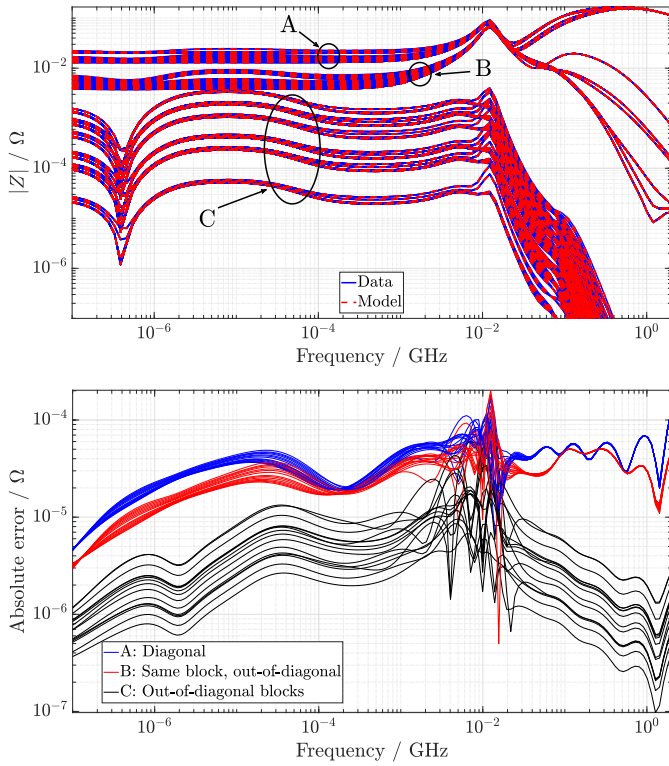 A
B
C
10^-2
10^-4
10^-6
|Z| / Ω
Data
Model
10^-6
10^-4
10^-2
10^0
Frequency / GHz
10^-4
10^-5
10^-6
10^-7
Absolute error / Ω
A: Diagonal
B: Same block, out-of-diagonal
C: Out-of-diagonal blocks
10^-6
10^-4
10^-2
10^0
Frequency / GHz